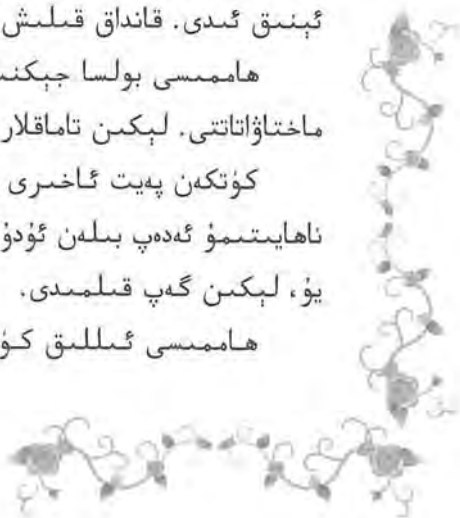 ئېنىق ئىدى. قانداق قىلىش
ھاممىسى بولسا
ماختاۋاتاتتى. لېكىن تاماقلار
كۈتكەن پەيت ئاخىرى
ناھايىتىمۇ ئەدەپ بىلەن
يۇ، لېكىن گەپ قىلمىدى.
ھاممىسى ئىللىق